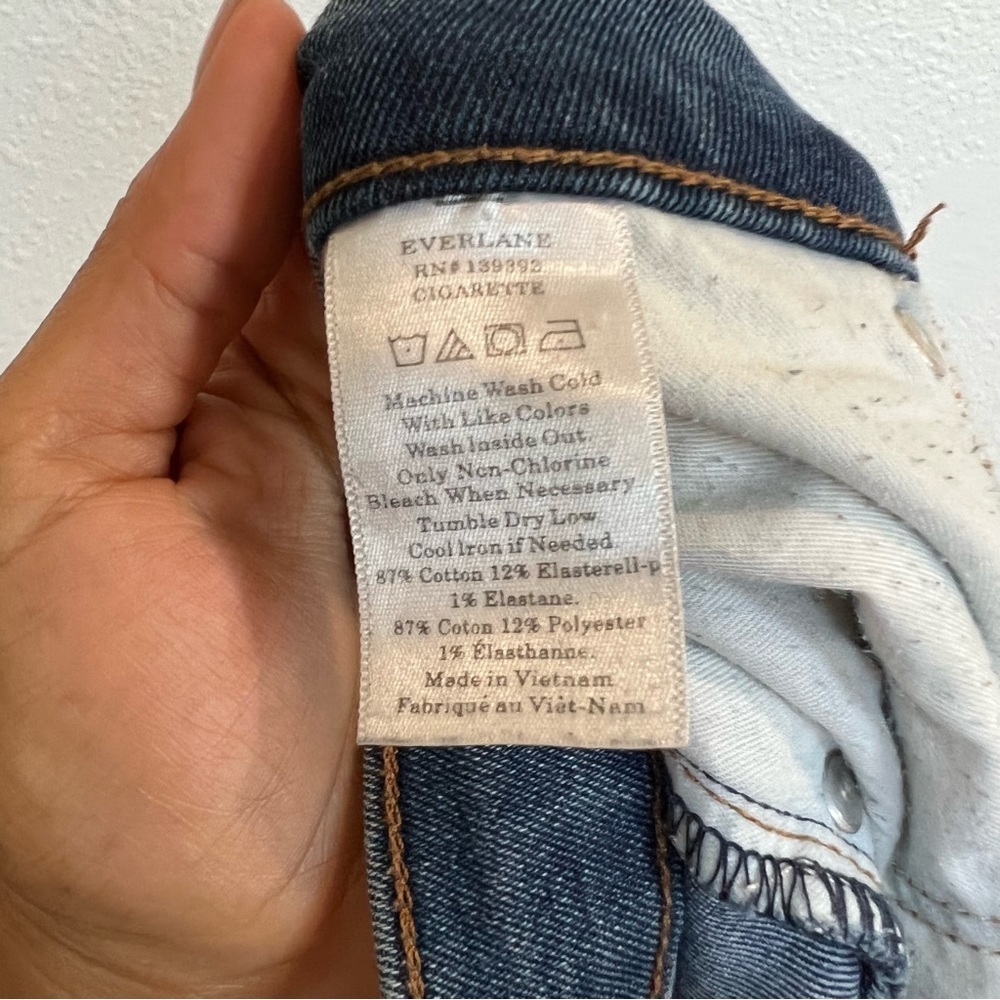 EVERLANE
RN# 139392
CIGARETTE
Machine Wash Cold
With Like Colors
Wash Inside Out.
Only Non-Chlorine
Bleach When Necessary
Tumble Dry Low
Cool Iron if Needed.
87% Cotton 12% Elasterell-p
1% Elastane.
87% Coton 12% Polyester
1% Élasthanne.
Made in Vietnam
Fabriqué au Viêt-Nam